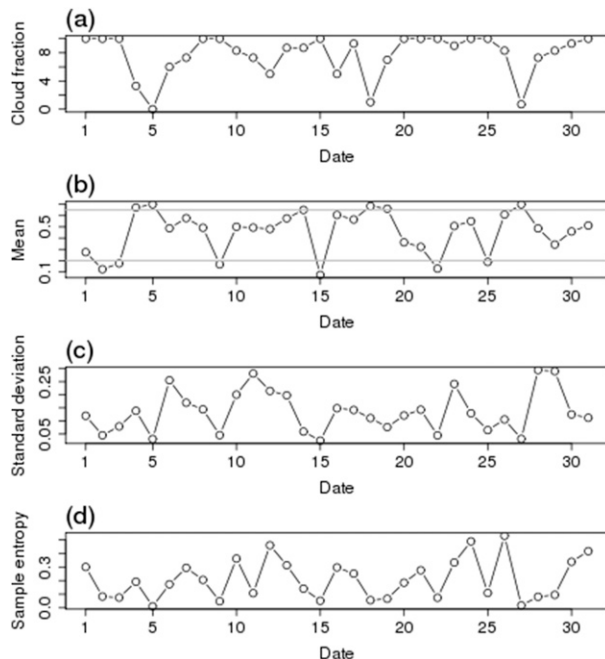 (a)
Cloud fraction
8
4
0
1 5 10 15 20 25 30
Date
(b)
Mean
0.5
0.1
1 5 10 15 20 25 30
Date
(c)
Standard deviation
0.25
0.05
1 5 10 15 20 25 30
Date
(d)
Sample entropy
0.3
0.0
1 5 10 15 20 25 30
Date